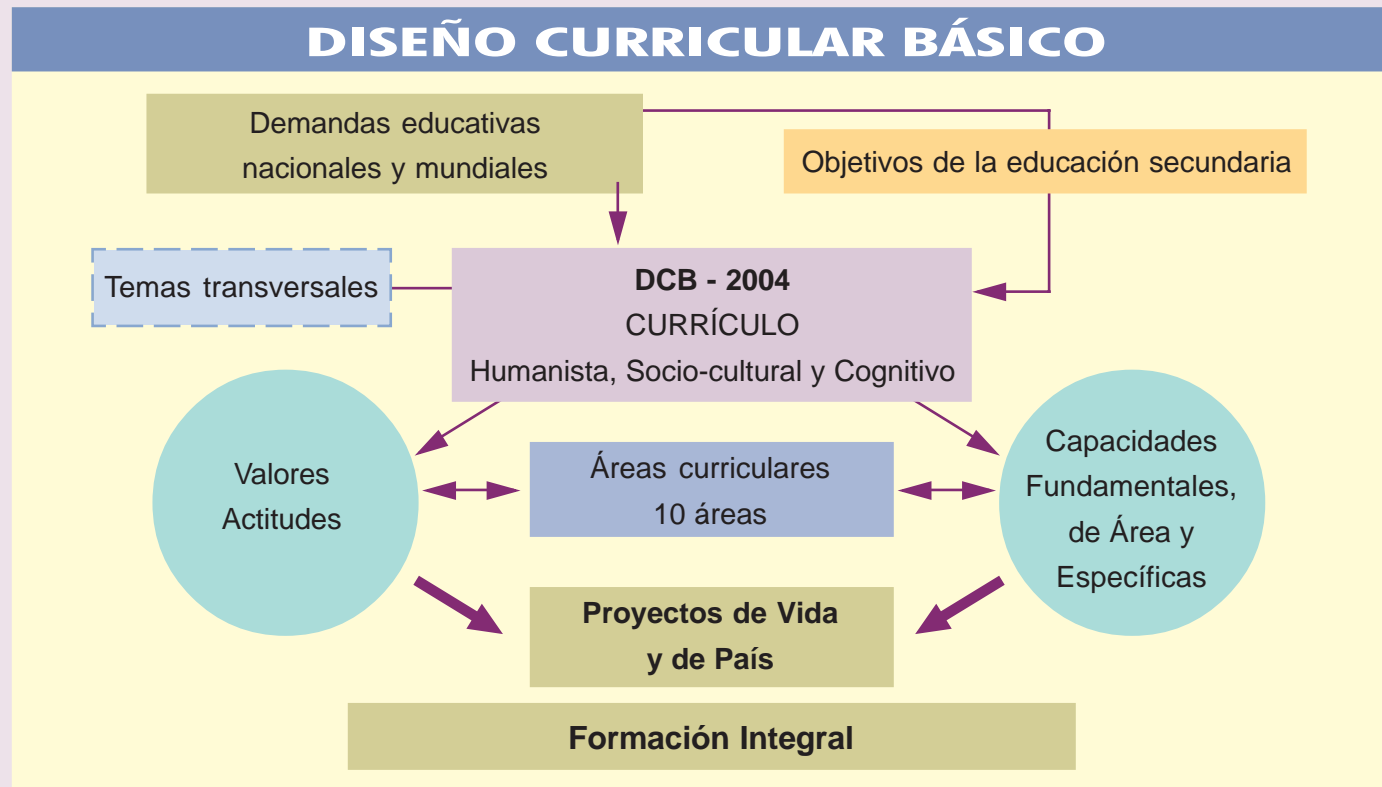 DISEÑO CURRICULAR BÁSICO
Demandas educativas
nacionales y mundiales
Objetivos de la educación secundaria
Temas transversales
DCB - 2004
CURRÍCULO
Humanista, Socio-cultural y Cognitivo
Valores
Actitudes
Áreas curriculares
10 áreas
Capacidades
Fundamentales,
de Área y
Específicas
Proyectos de Vida
y de País
Formación Integral